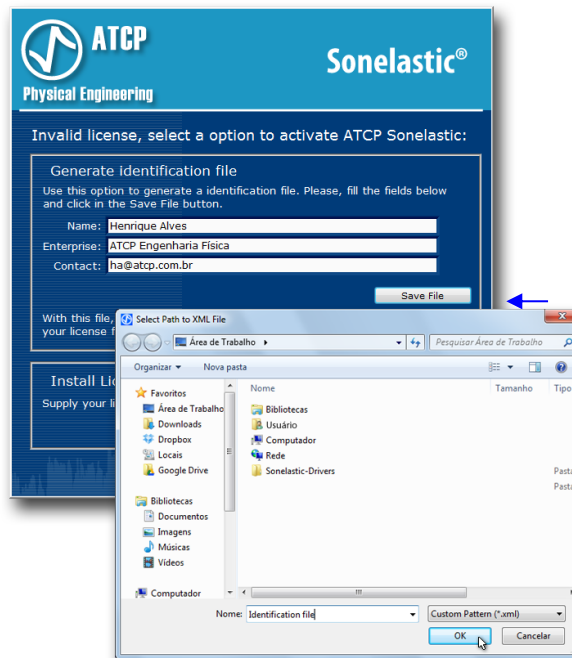 ATCP
Physical Engineering
Sonelastic®
Invalid license, select a option to activate ATCP Sonelastic:
Generate identification file
Use this option to generate a identification file. Please, fill the fields below
and click in the Save File button.
Name: Henrique Alves
Enterprise: ATCP Engenharia Física
Contact: ha@atcp.com.br
Save File
With this file,
your license f
Install Li
Supply your li
Select Path to XML File
Área de Trabalho
Pesquisar Área de Trabalho
Organizar
Nova pasta
Favoritos
Área de Trabalho
Downloads
Dropbox
Locais
Google Drive
Bibliotecas
Documentos
Imagens
Músicas
Vídeos
Computador
Nome
Tamanho
Tipo
Bibliotecas
Usuário
Computador
Rede
Sonelastic-Drivers
Pasta
Pasta
Nome: Identification file
Custom Pattern (*.xml)
OK
Cancelar